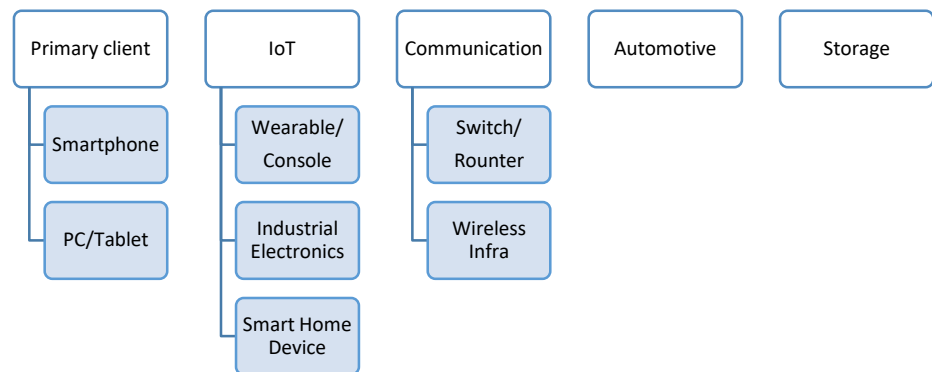 Primary client
IoT
Communication
Automotive
Storage
Smartphone
Wearable/
Console
Switch/
Rounter
PC/Tablet
Industrial
Electronics
Wireless
Infra
Smart Home
Device